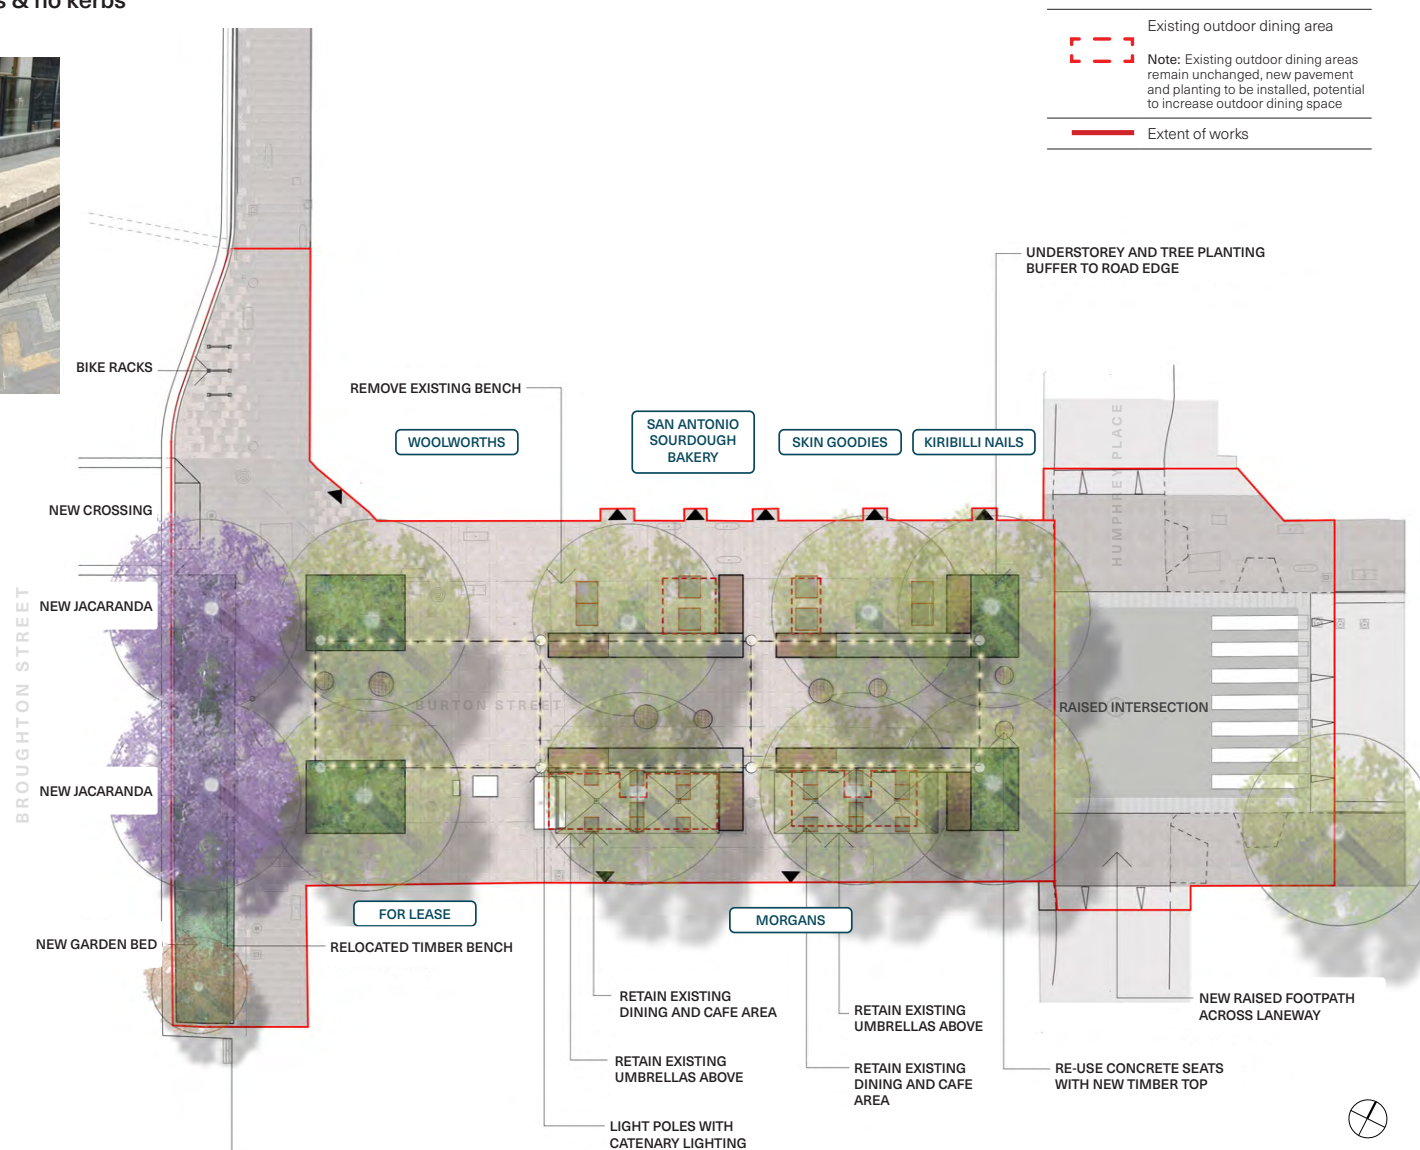 s & no kerbs
Existing outdoor dining area
Note: Existing outdoor dining areas
remain unchanged, new pavement
and planting to be installed, potential
to increase outdoor dining space
Extent of works
UNDERSTOREY AND TREE PLANTING
BUFFER TO ROAD EDGE
BIKE RACKS
REMOVE EXISTING BENCH
WOOLWORTHS
SAN ANTONIO
SOURDOUGH
BAKERY
SKIN GOODIES
KIRIBILLI NAILS
HUMPHREY PLACE
NEW CROSSING
NEW JACARANDA
BROUGHTON STREET
BURTON STREET
RAISED INTERSECTION
NEW JACARANDA
FOR LEASE
MORGANS
NEW GARDEN BED
RELOCATED TIMBER BENCH
RETAIN EXISTING
DINING AND CAFE AREA
RETAIN EXISTING
UMBRELLAS ABOVE
NEW RAISED FOOTPATH
ACROSS LANEWAY
RETAIN EXISTING
UMBRELLAS ABOVE
RETAIN EXISTING
DINING AND CAFE
AREA
RE-USE CONCRETE SEATS
WITH NEW TIMBER TOP
LIGHT POLES WITH
CATENARY LIGHTING